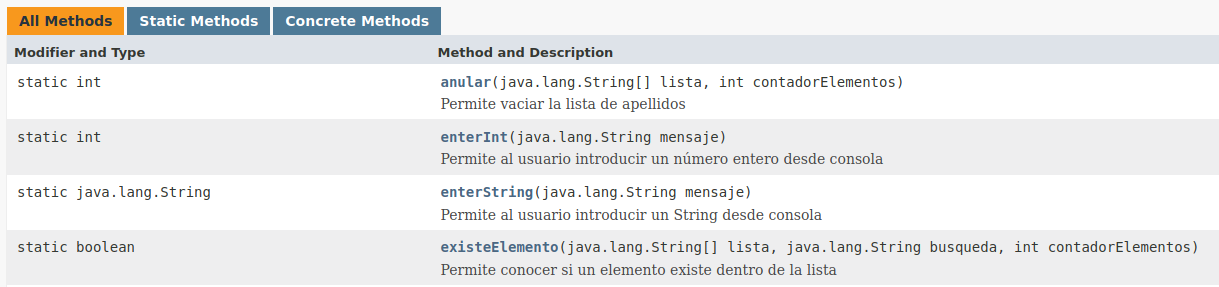 All Methods Static Methods Concrete Methods
Modifier and Type Method and Description
static int anular(java.lang.String[] lista, int contadorElementos)
Permite vaciar la lista de apellidos
static int enterInt(java.lang.String mensaje)
Permite al usuario introducir un número entero desde consola
static java.lang.String enterString(java.lang.String mensaje)
Permite al usuario introducir un String desde consola
static boolean existeElemento(java.lang.String[] lista, java.lang.String busqueda, int contadorElementos)
Permite conocer si un elemento existe dentro de la lista